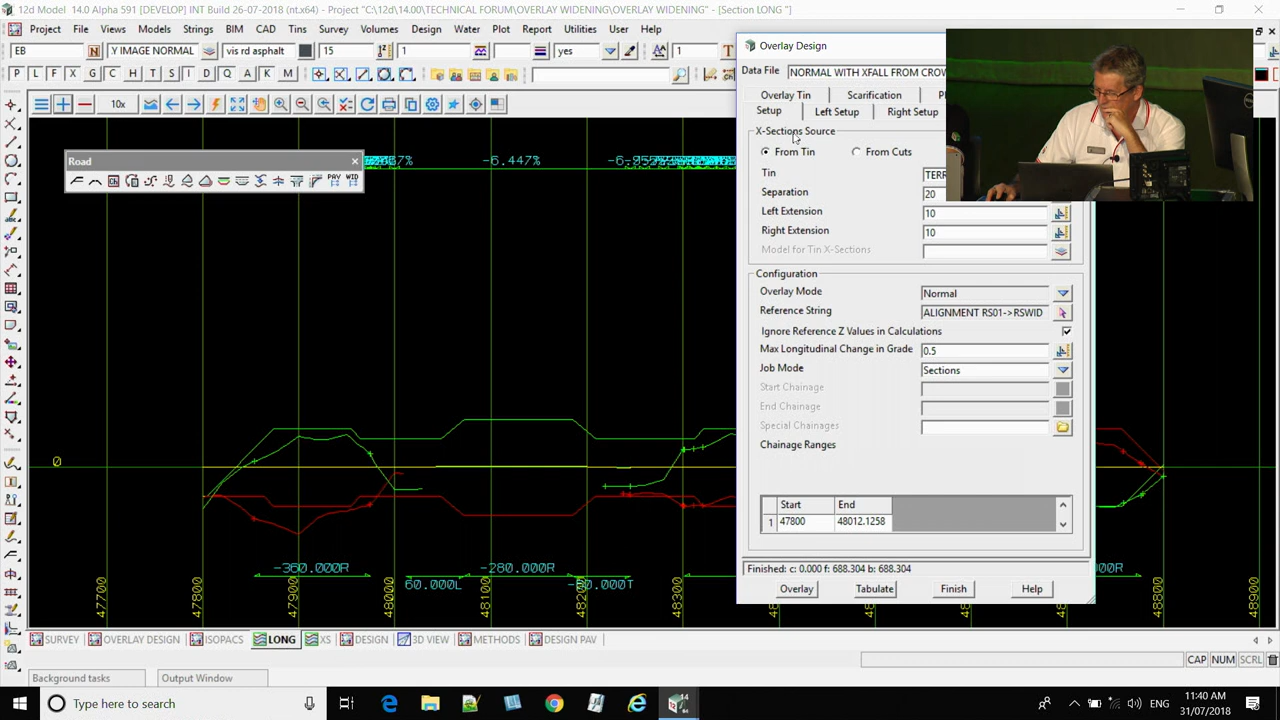 12d Model 14.0 Alpha 591 [DEVELOP] INT Build 26-07-2018 (nt.x64) - Project "C:\12d\14.00\TECHNICAL FORUM\OVERLAY WIDENING\OVERLAY WIDENING" - [Section LONG "]
Project File Views Models Strings BIM CAD Tins Survey Volumes Drainage Sewer Design Water Plot Report Utilities User Help
EB N Y IMAGE NORMAL vis rd asphalt 15 1 yes 1 T
P L F X G C H T S I D Q A K M
10x
Road
-6.447%
Overlay Design
Data File NORMAL WITH XFALL FROM CROW
Overlay Tin Scarification
Setup Left Setup Right Setup
X-Sections Source
From Tin From Cuts
Tin TERR
Separation 20
Left Extension 10
Right Extension 10
Model for Tin X-Sections
Configuration
Overlay Mode Normal
Reference String ALIGNMENT RS01->RSWID
Ignore Reference Z Values in Calculations
Max Longitudinal Change in Grade 0.5
Job Mode Sections
Start Chainage
End Chainage
Special Chainages
Chainage Ranges
Start End
1 47800 48012.1258
Finished: c: 0.000 f: 688.304 b: 688.304
Overlay Tabulate Finish Help
PAV WID
0
-360.000R -280.000R
60.000L
47700 47800 47900 48000 48100 48200 48300 48800 48900
SURVEY OVERLAY DESIGN ISOPACS LONG XS DESIGN 3D VIEW METHODS DESIGN PAV
CAP NUM SCRL
Background tasks Output Window
Type here to search
14
ENG
11:40 AM
31/07/2018